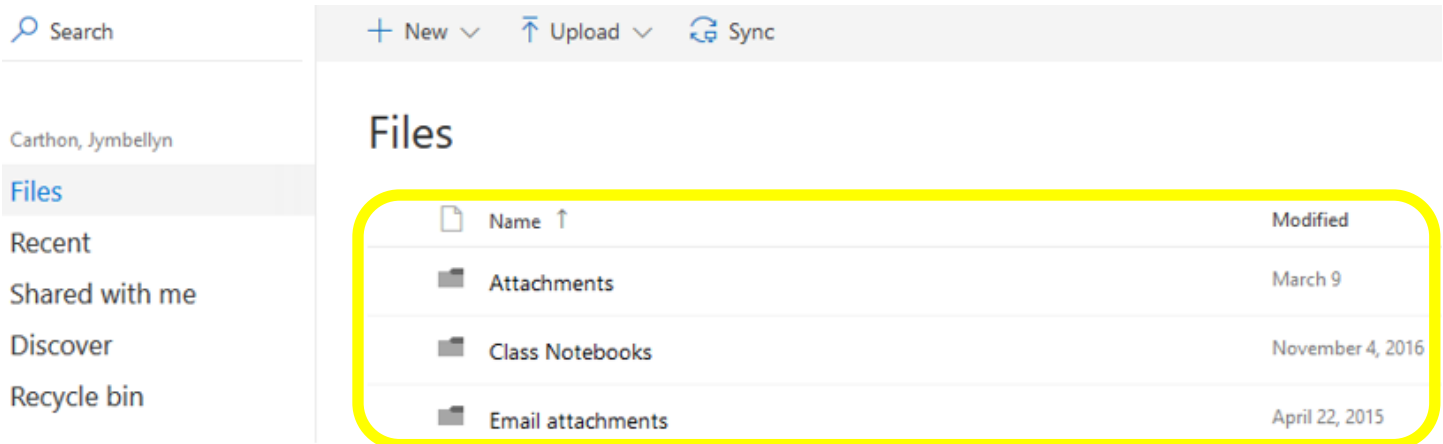 Search
New
Upload
Sync
Carthon, Jymbellyn
Files
Recent
Shared with me
Discover
Recycle bin
Files
Name ↑ Modified
Attachments March 9
Class Notebooks November 4, 2016
Email attachments April 22, 2015